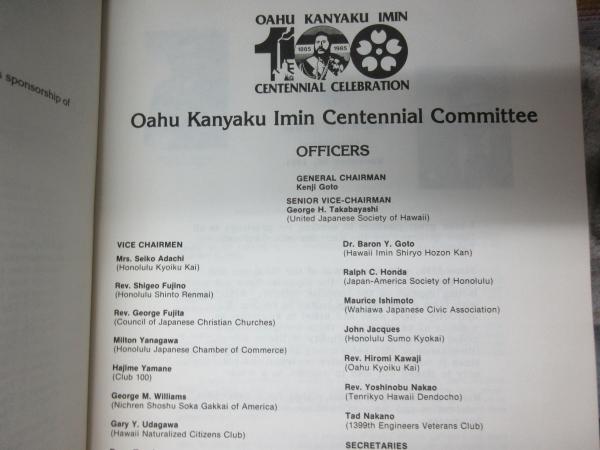 s sponsorship of
OAHU KANYAKU IMIN
100
1885 1985
CENTENNIAL CELEBRATION
Oahu Kanyaku Imin Centennial Committee
OFFICERS
GENERAL CHAIRMAN
Kenji Goto
SENIOR VICE-CHAIRMAN
George H. Takabayashi
(United Japanese Society of Hawaii)
VICE CHAIRMEN
Mrs. Seiko Adachi
(Honolulu Kyoiku Kai)
Rev. Shigeo Fujino
(Honolulu Shinto Renmai)
Rev. George Fujita
(Council of Japanese Christian Churches)
Milton Yanagawa
(Honolulu Japanese Chamber of Commerce)
Hajime Yamane
(Club 100)
George M. Williams
(Nichren Shoshu Soka Gakkai of America)
Gary Y. Udagawa
(Hawaii Naturalized Citizens Club)
Dr. Baron Y. Goto
(Hawaii Imin Shiryo Hozon Kan)
Ralph C. Honda
(Japan-America Society of Honolulu)
Maurice Ishimoto
(Wahiawa Japanese Civic Association)
John Jacques
(Honolulu Sumo Kyokai)
Rev. Hiromi Kawaji
(Oahu Kyoiku Kai)
Rev. Yoshinobu Nakao
(Tenrikyo Hawaii Dendocho)
Tad Nakano
(1399th Engineers Veterans Club)
SECRETARIES